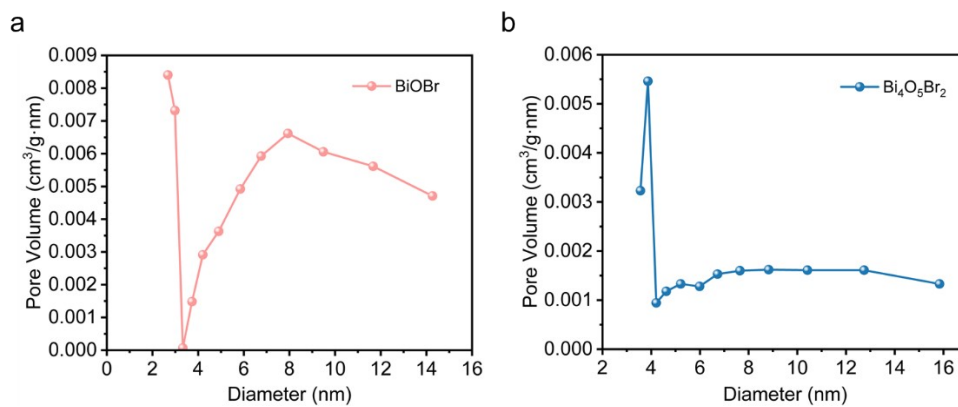 a
0.009
0.008
0.007
0.006
0.005
0.004
0.003
0.002
0.001
0.000
Pore Volume (cm³/g·nm)
BiOBr
0 2 4 6 8 10 12 14 16
Diameter (nm)
b
0.006
0.005
0.004
0.003
0.002
0.001
0.000
Pore Volume (cm³/g·nm)
Bi₄O₅Br₂
2 4 6 8 10 12 14 16
Diameter (nm)